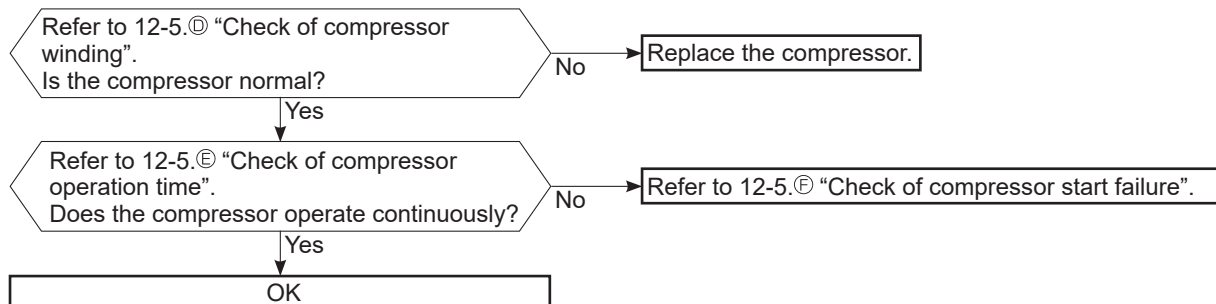 Refer to 12-5.Ⓓ “Check of compressor
winding”.
Is the compressor normal?
No
Replace the compressor.
Yes
Refer to 12-5.Ⓔ “Check of compressor
operation time”.
Does the compressor operate continuously?
No
Refer to 12-5.Ⓕ “Check of compressor start failure”.
Yes
OK